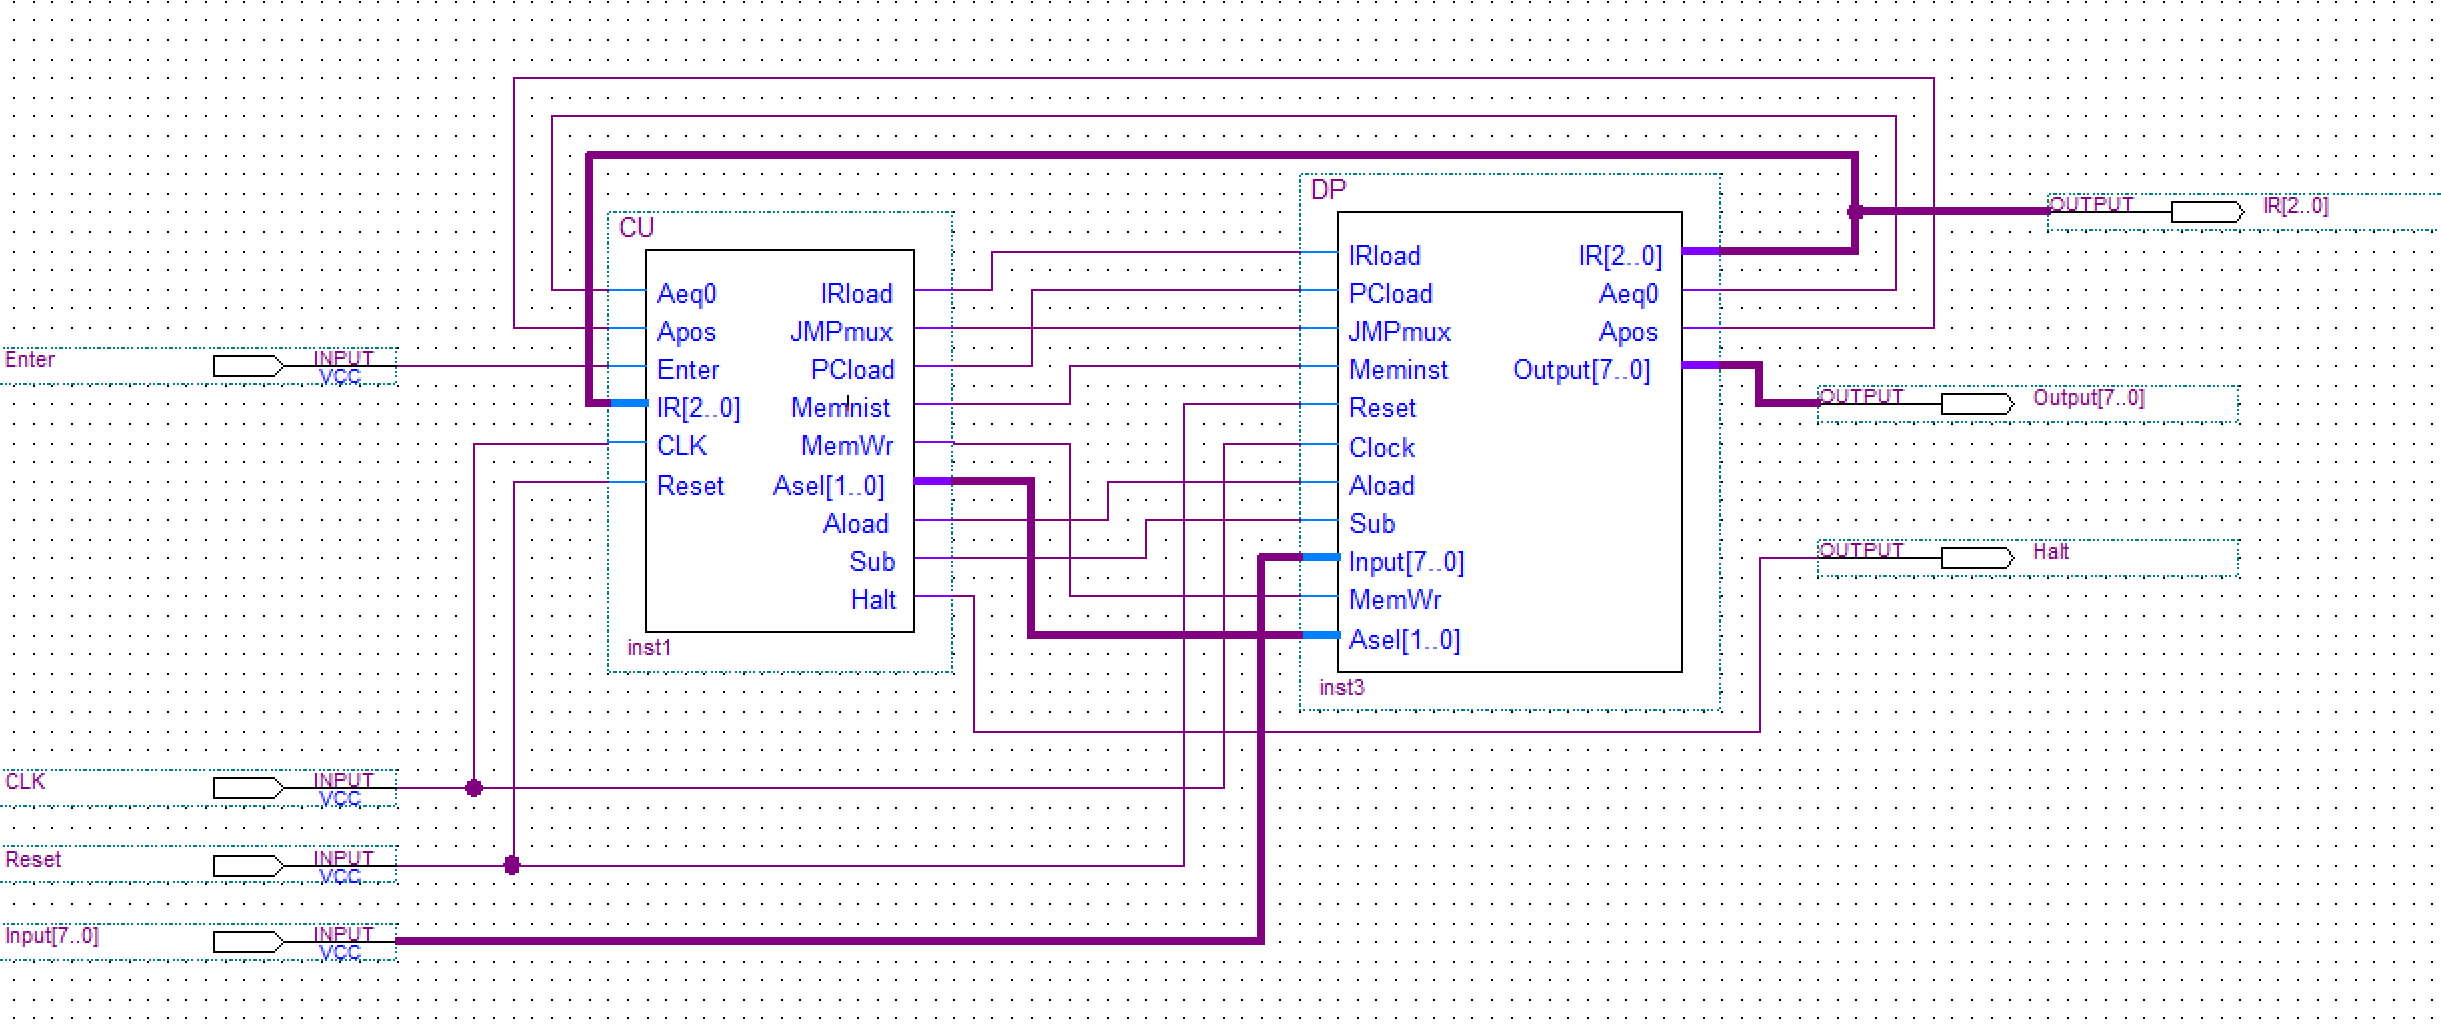 DP
OUTPUT IR[2..0]
CU
IRload IR[2..0]
PCload Aeq0
JMPmux Apos
Meminst Output[7..0]
Reset
Clock
Aload
Sub
Input[7..0]
MemWr
Asel[1..0]
inst3
Aeq0 IRload
Apos JMPmux
Enter PCload
IR[2..0] Memnist
CLK MemWr
Reset Asel[1..0]
Aload
Sub
Halt
inst1
Enter INPUT
VCC
OUTPUT Output[7..0]
OUTPUT Halt
CLK INPUT
VCC
Reset INPUT
VCC
Input[7..0] INPUT
VCC